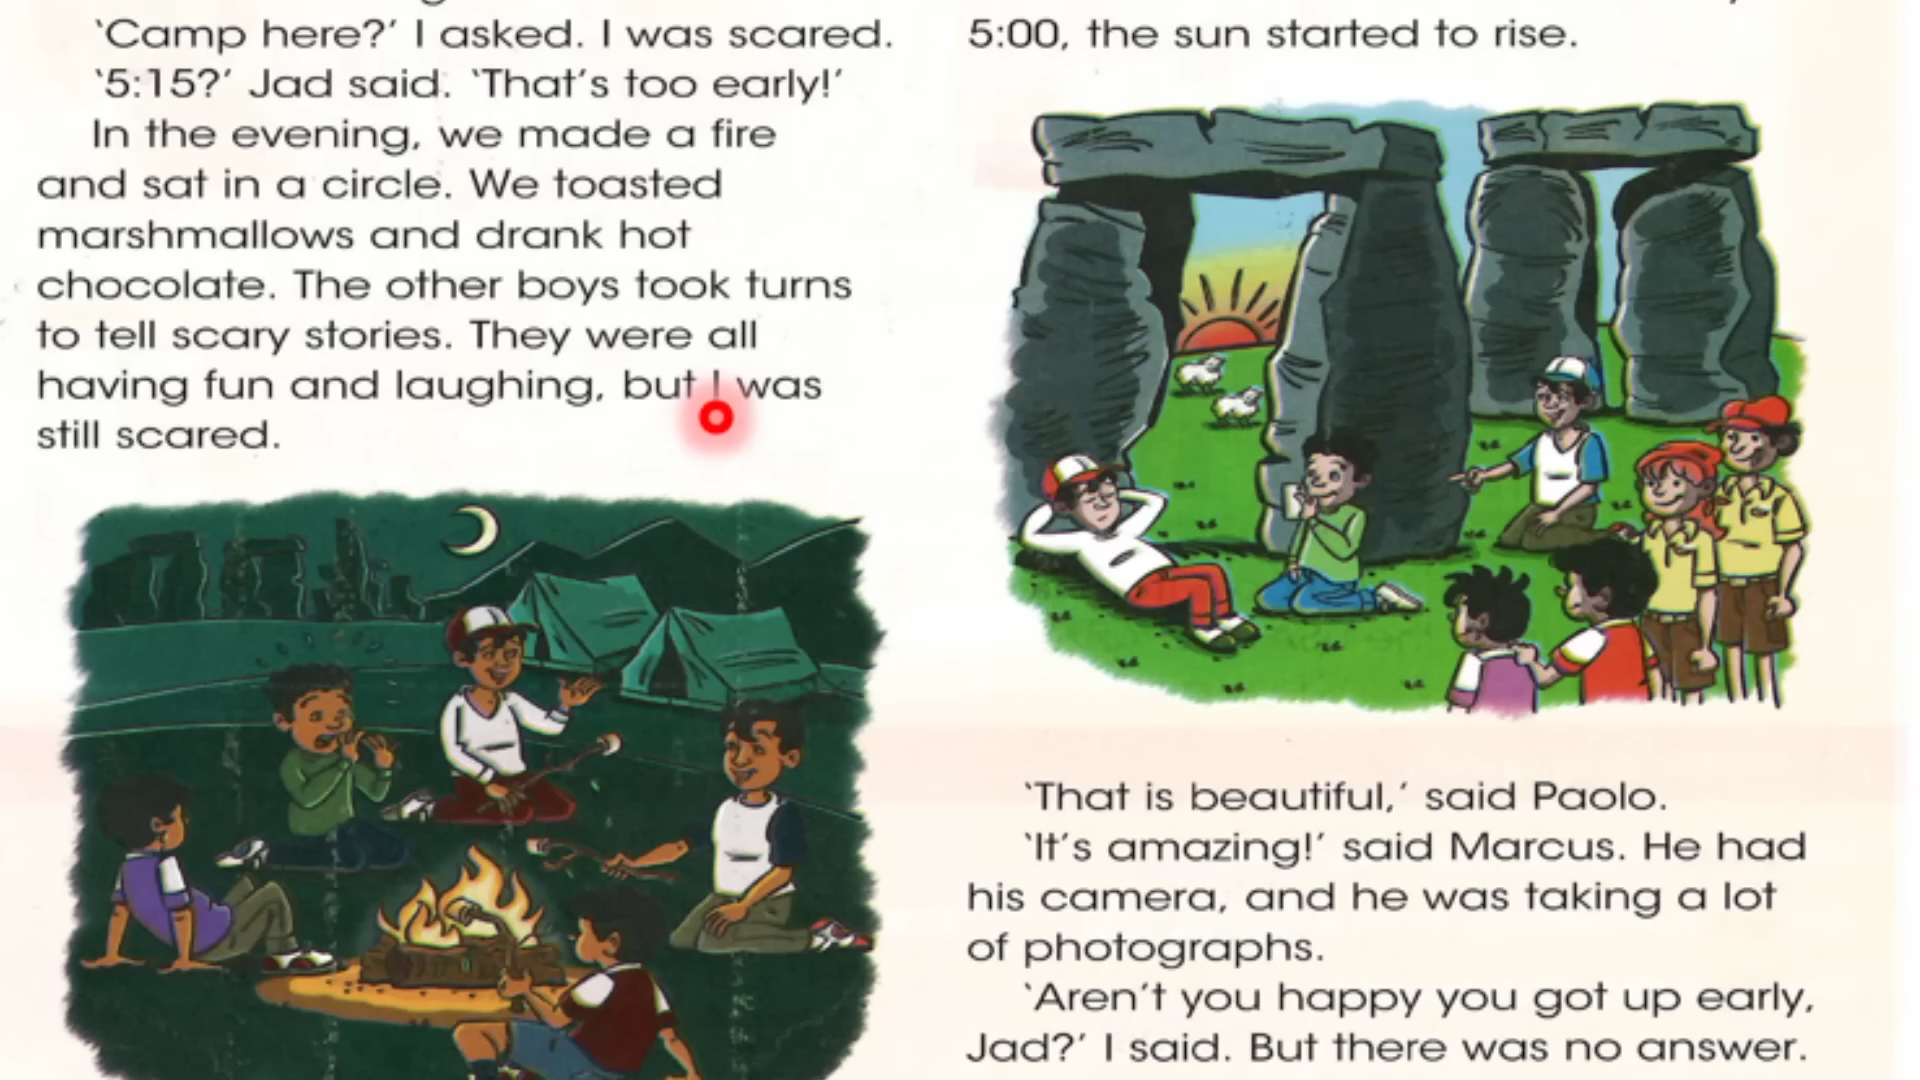 ‘Camp here?’ I asked. I was scared.
‘5:15?’ Jad said. ‘That’s too early!’
In the evening, we made a fire
and sat in a circle. We toasted
marshmallows and drank hot
chocolate. The other boys took turns
to tell scary stories. They were all
having fun and laughing, but I was
still scared.
5:00, the sun started to rise.
‘That is beautiful,’ said Paolo.
‘It’s amazing!’ said Marcus. He had
his camera, and he was taking a lot
of photographs.
‘Aren’t you happy you got up early,
Jad?’ I said. But there was no answer.